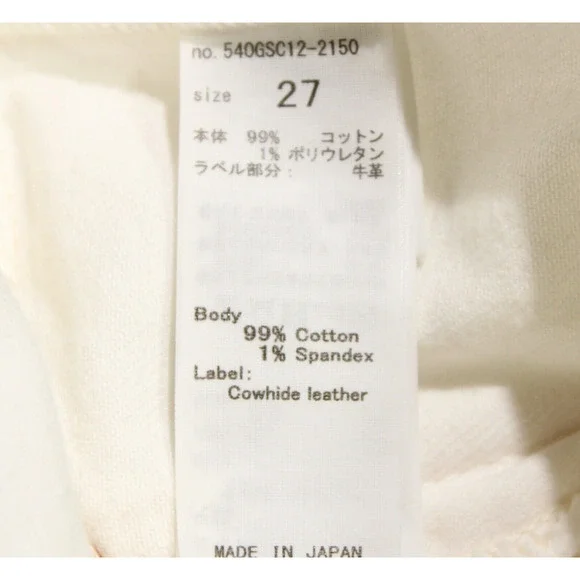 no. 540GSC12-2150
size 27
本体 99% コットン
1% ポリウレタン
ラベル部分: 牛革
Body
99% Cotton
1% Spandex
Label:
Cowhide leather
MADE IN JAPAN